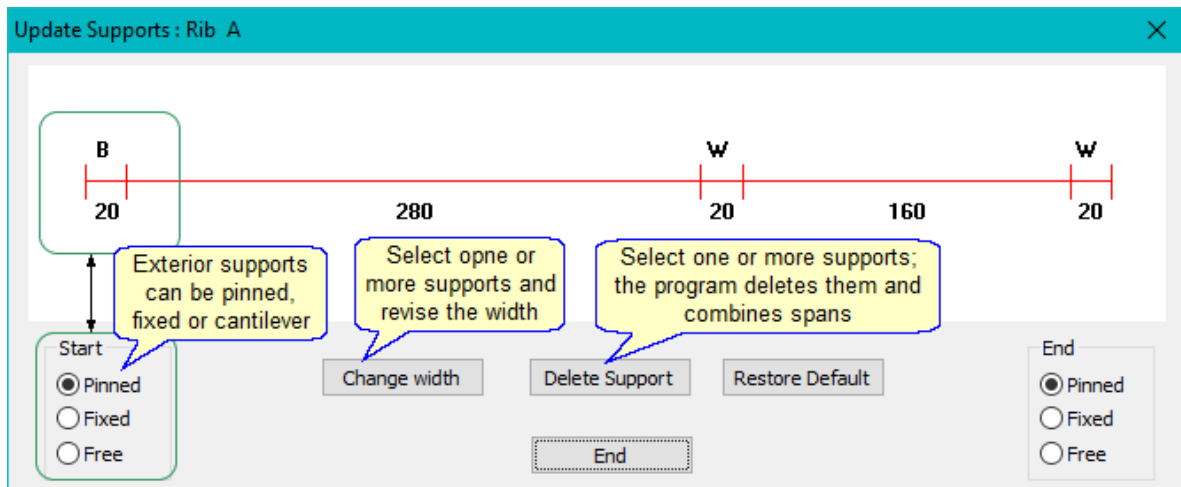 Update Supports : Rib A
B
W
W
20
280
20
160
20
Exterior supports
can be pinned,
fixed or cantilever
Select opne or
more supports and
revise the width
Select one or more supports;
the program deletes them and
combines spans
Start
Pinned
Fixed
Free
Change width
Delete Support
Restore Default
End
End
Pinned
Fixed
Free